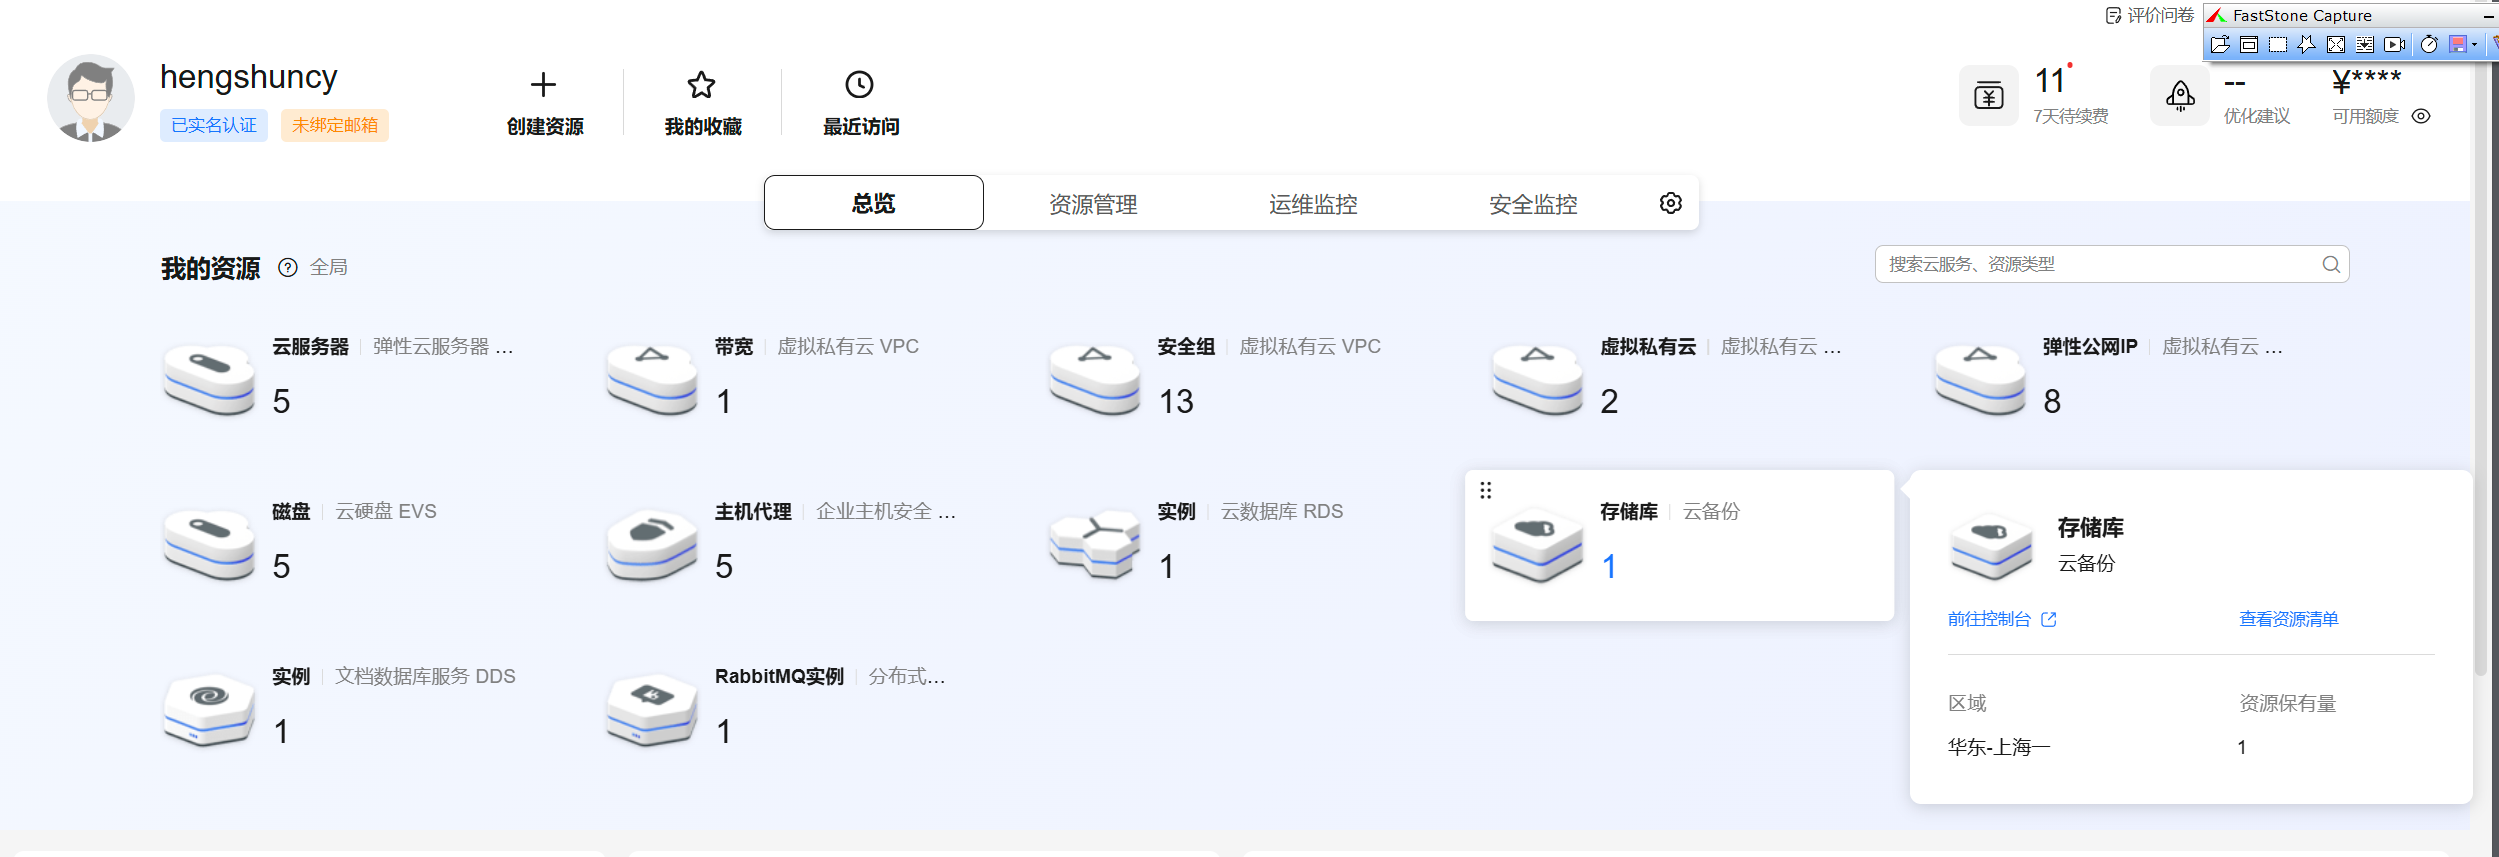 评价问卷
FastStone Capture
hengshuncy
已实名认证
未绑定邮箱
创建资源
我的收藏
最近访问
11
7天待续费
--
优化建议
¥****
可用额度
总览
资源管理
运维监控
安全监控
我的资源
全局
搜索云服务、资源类型
云服务器 弹性云服务器 ...
5
带宽 虚拟私有云 VPC
1
安全组 虚拟私有云 VPC
13
虚拟私有云 虚拟私有云 ...
2
弹性公网IP 虚拟私有云 ...
8
磁盘 云硬盘 EVS
5
主机代理 企业主机安全 ...
5
实例 云数据库 RDS
1
存储库 云备份
1
存储库
云备份
前往控制台
查看资源清单
区域 资源保有量
华东-上海一 1
实例 文档数据库服务 DDS
1
RabbitMQ实例 分布式...
1